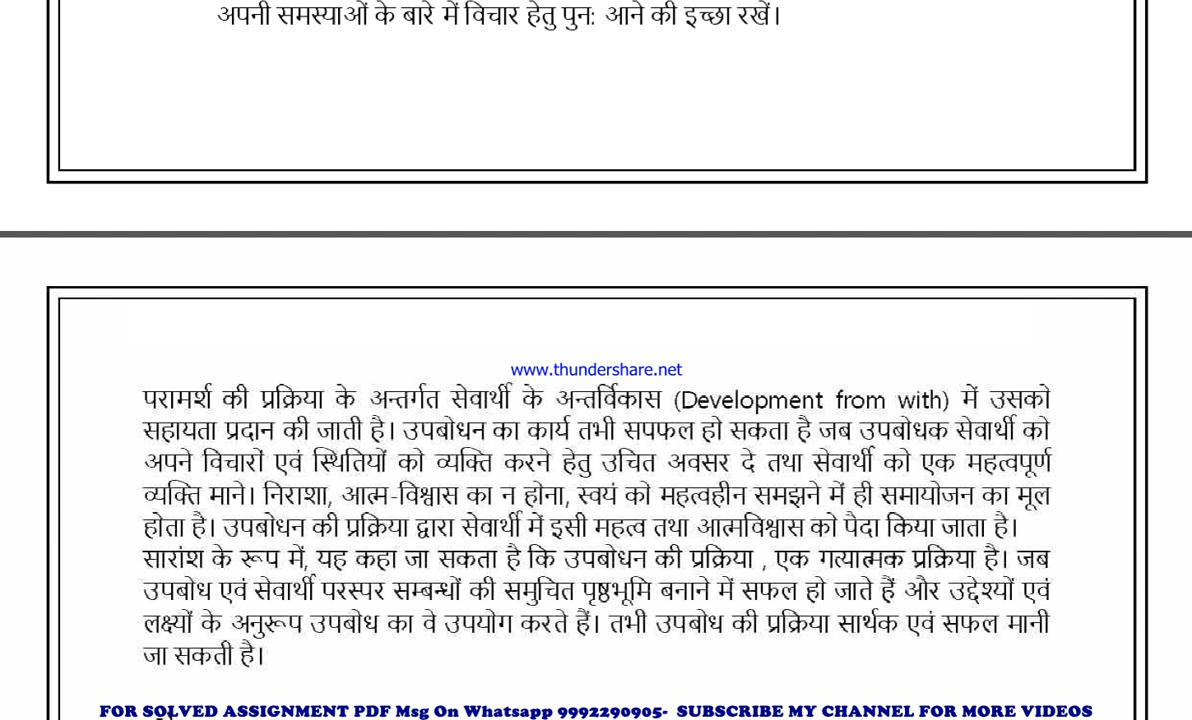 अपनी समस्याओं के बारे में विचार हेतु पुन: आने की इच्छा रखें।
www.thundershare.net
परामर्श की प्रक्रिया के अन्तर्गत सेवार्थी के अन्तर्विकास (Development from with) में उसको
सहायता प्रदान की जाती है। उपबोधन का कार्य तभी सपफल हो सकता है जब उपबोधक सेवार्थी को
अपने विचारों एवं स्थितियों को व्यक्ति करने हेतु उचित अवसर दे तथा सेवार्थी को एक महत्वपूर्ण
व्यक्ति माने। निराशा, आत्म-विश्वास का न होना, स्वयं को महत्वहीन समझने में ही समायोजन का मूल
होता है। उपबोधन की प्रक्रिया द्वारा सेवार्थी में इसी महत्व तथा आत्मविश्वास को पैदा किया जाता है।
सारांश के रूप में, यह कहा जा सकता है कि उपबोधन की प्रक्रिया , एक गत्यात्मक प्रक्रिया है। जब
उपबोध एवं सेवार्थी परस्पर सम्बन्धों की समुचित पृष्ठभूमि बनाने में सफल हो जाते हैं और उद्देश्यों एवं
लक्ष्यों के अनुरूप उपबोध का वे उपयोग करते हैं। तभी उपबोध की प्रक्रिया सार्थक एवं सफल मानी
जा सकती है।
FOR SOLVED ASSIGNMENT PDF Msg On Whatsapp 9992290905- SUBSCRIBE MY CHANNEL FOR MORE VIDEOS